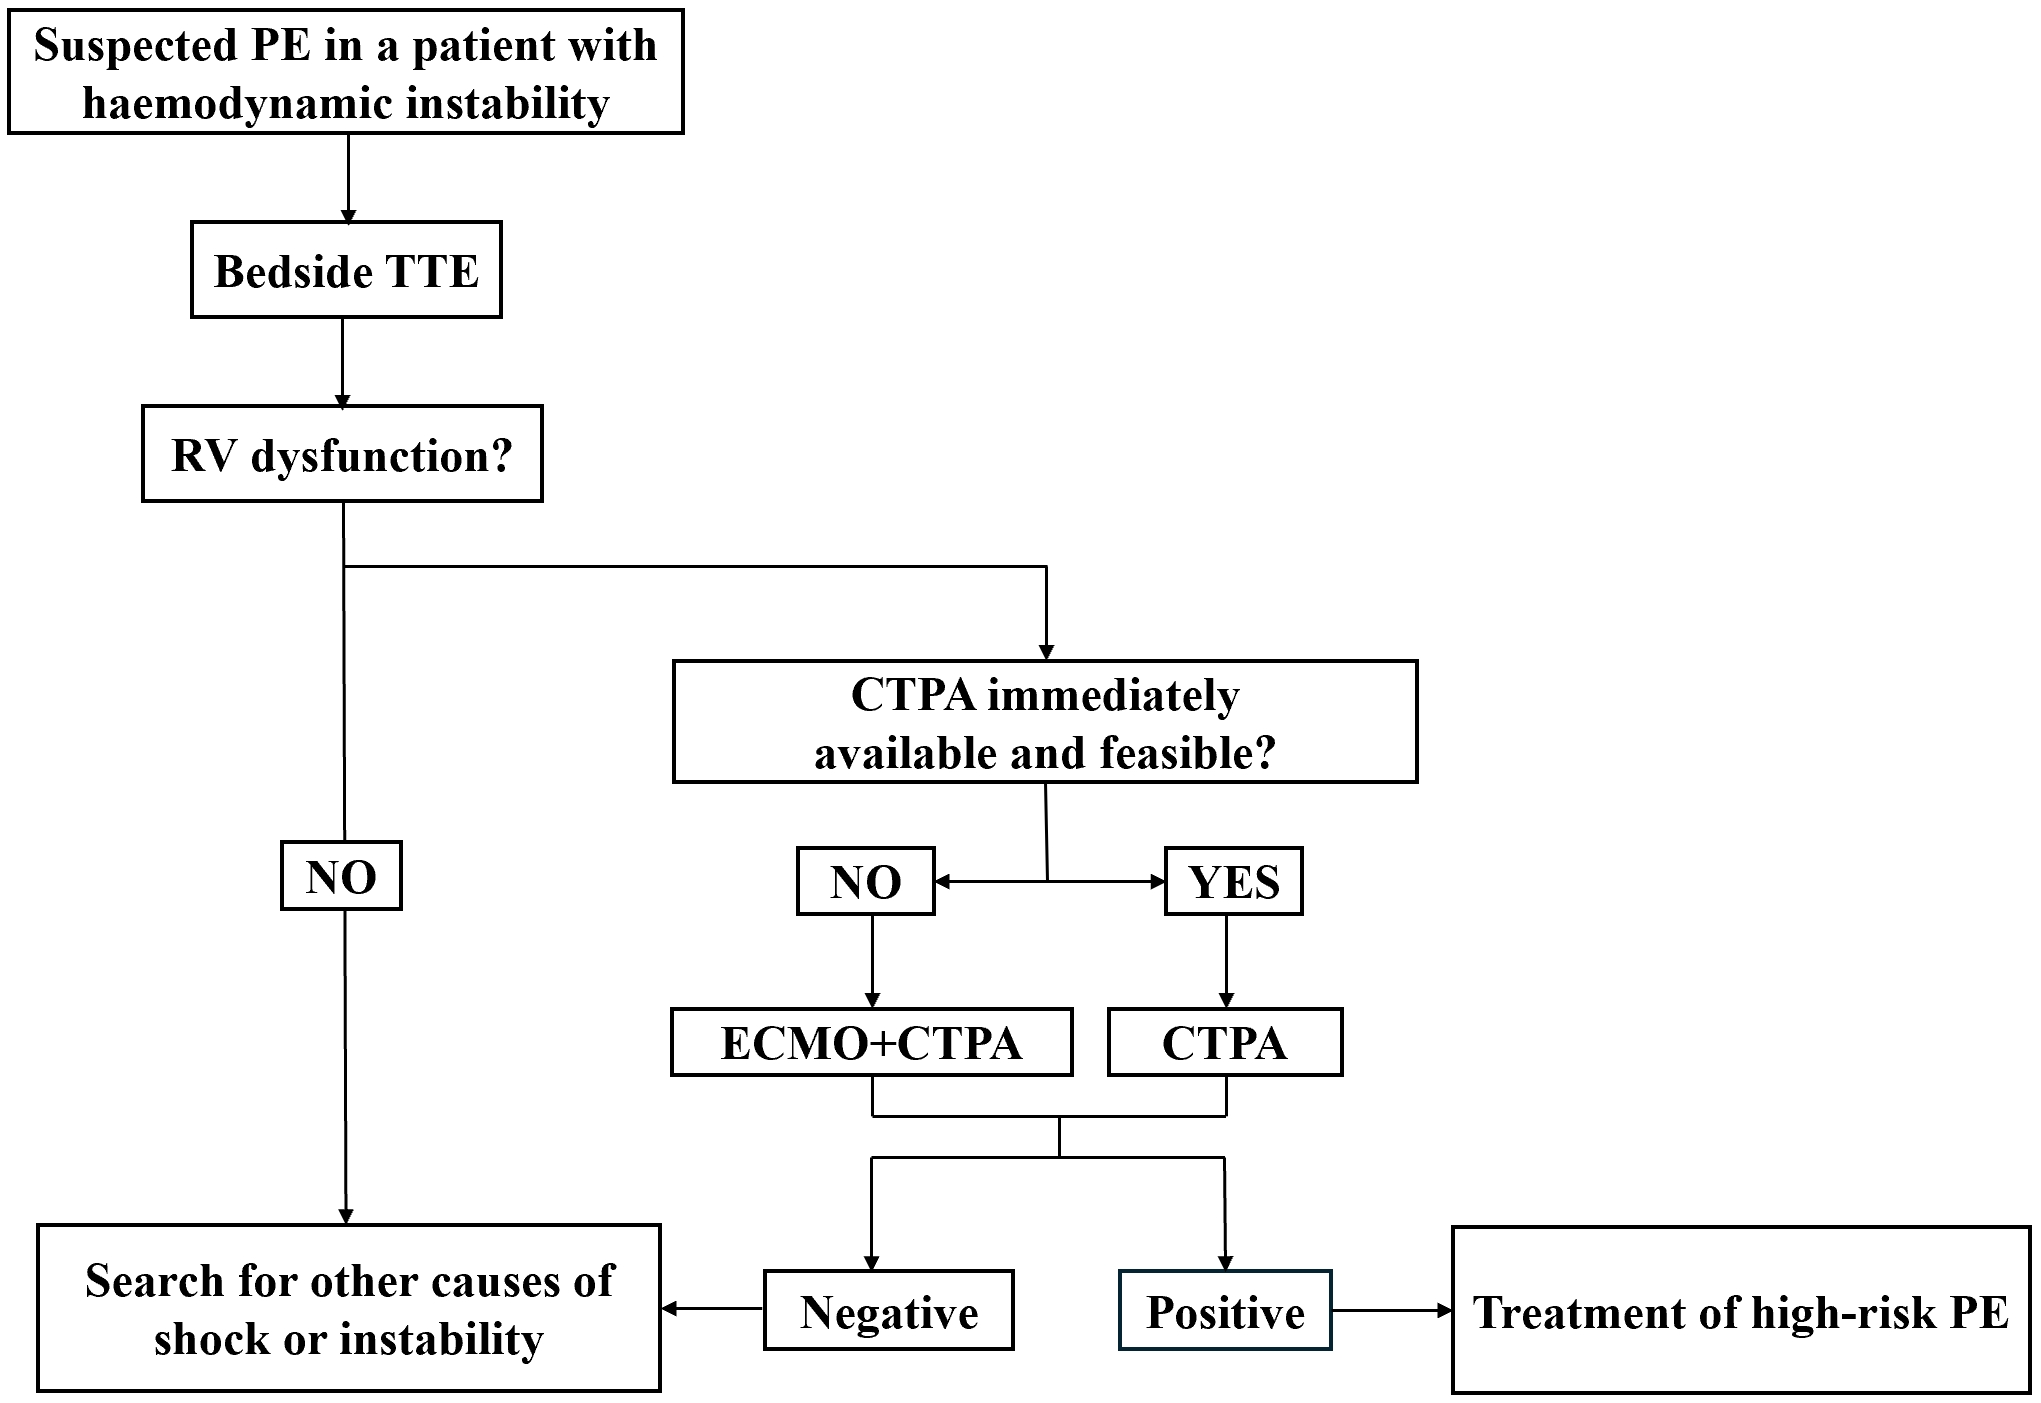 Suspected PE in a patient with
haemodynamic instability
Bedside TTE
RV dysfunction?
CTPA immediately
available and feasible?
NO
NO
YES
ECMO+CTPA
CTPA
Search for other causes of
shock or instability
Negative
Positive
Treatment of high-risk PE